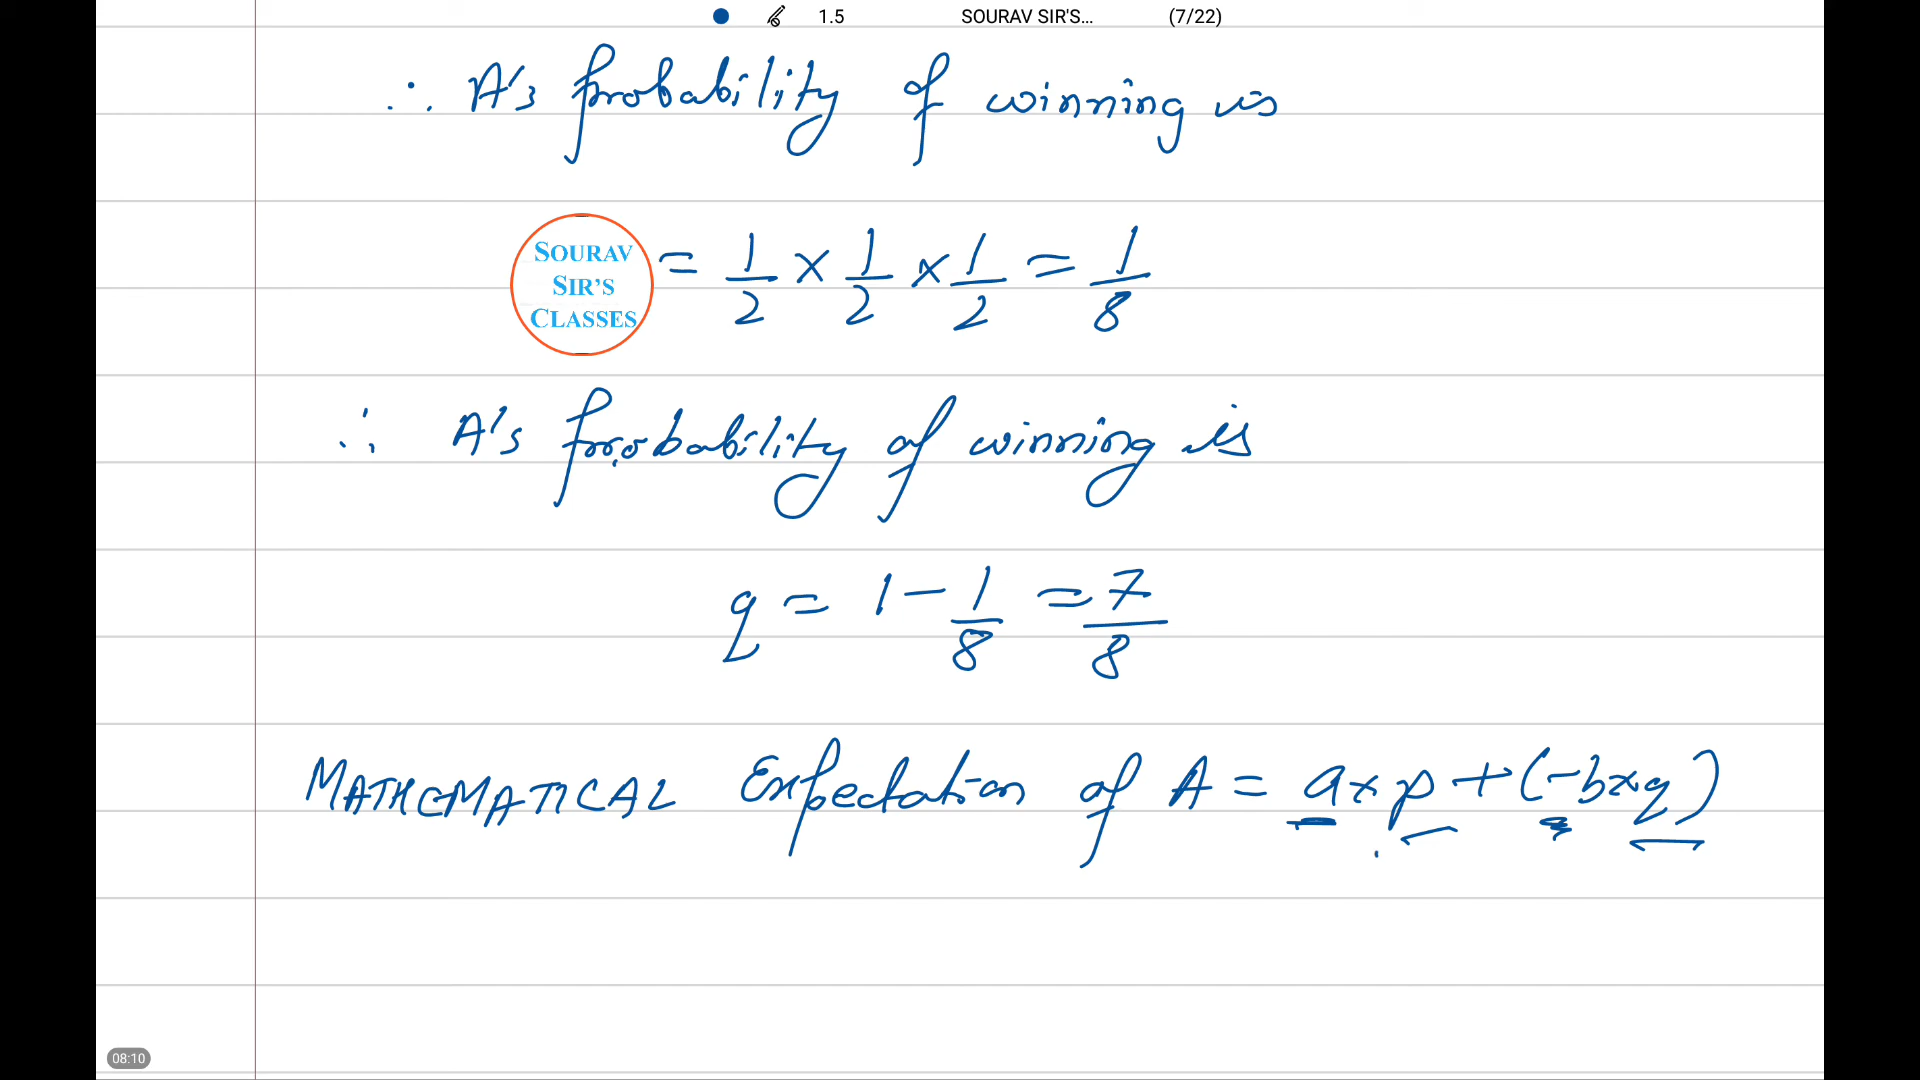 1.5 SOURAV SIR'S... (7/22)
∴ A's probability of winning is
SOURAV
SIR'S
CLASSES
= 1/2 × 1/2 × 1/2 = 1/8
∴ A's probability of winning is
q = 1 - 1/8 = 7/8
MATHEMATICAL Expectation of A = a × p + (-b × q)
08:10